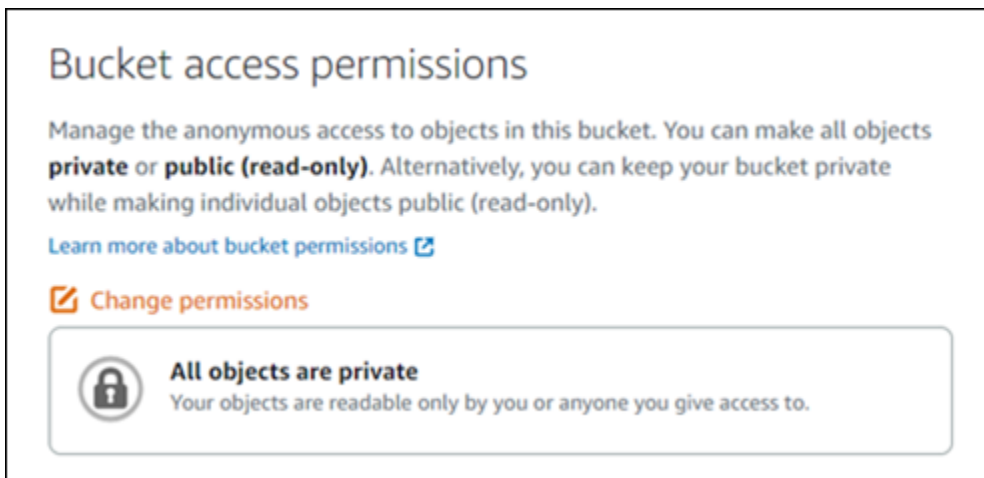 Bucket access permissions
Manage the anonymous access to objects in this bucket. You can make all objects
private or public (read-only). Alternatively, you can keep your bucket private
while making individual objects public (read-only).
Learn more about bucket permissions
Change permissions
All objects are private
Your objects are readable only by you or anyone you give access to.